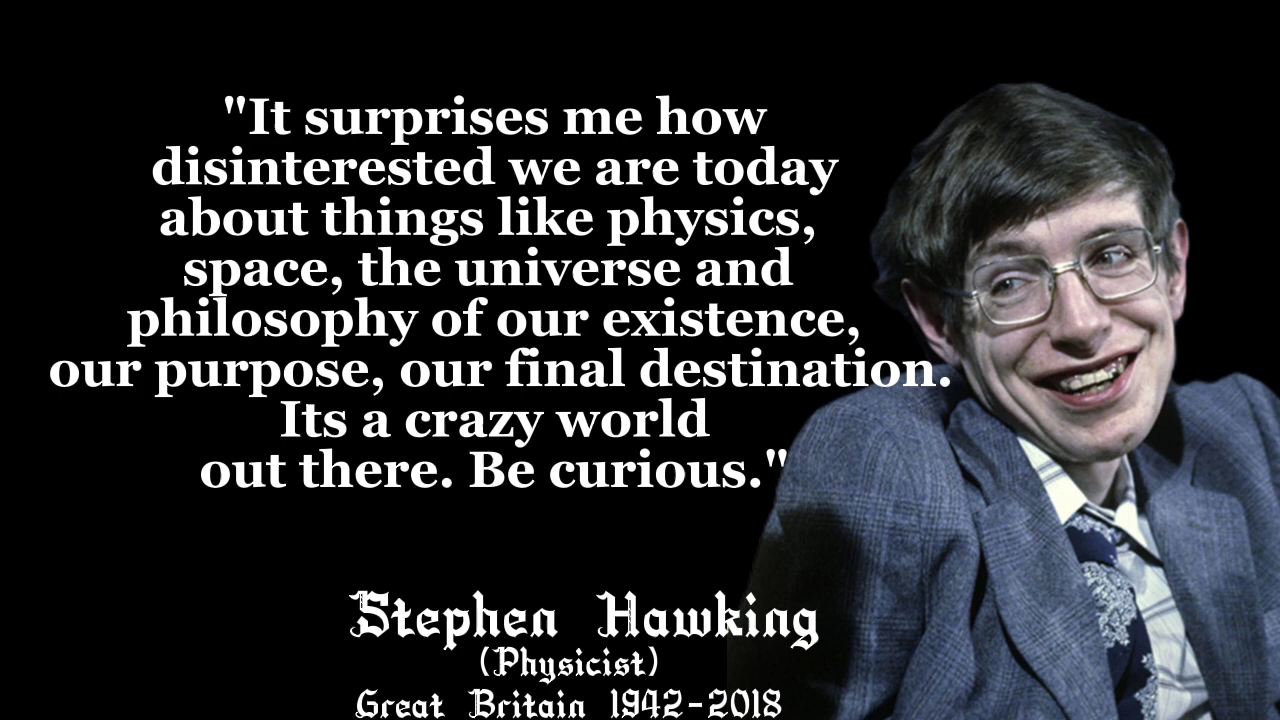 "It surprises me how
disinterested we are today
about things like physics,
space, the universe and
philosophy of our existence,
our purpose, our final destination.
Its a crazy world
out there. Be curious."
Stephen Hawking
(Physicist)
Great Britain 1942-2018